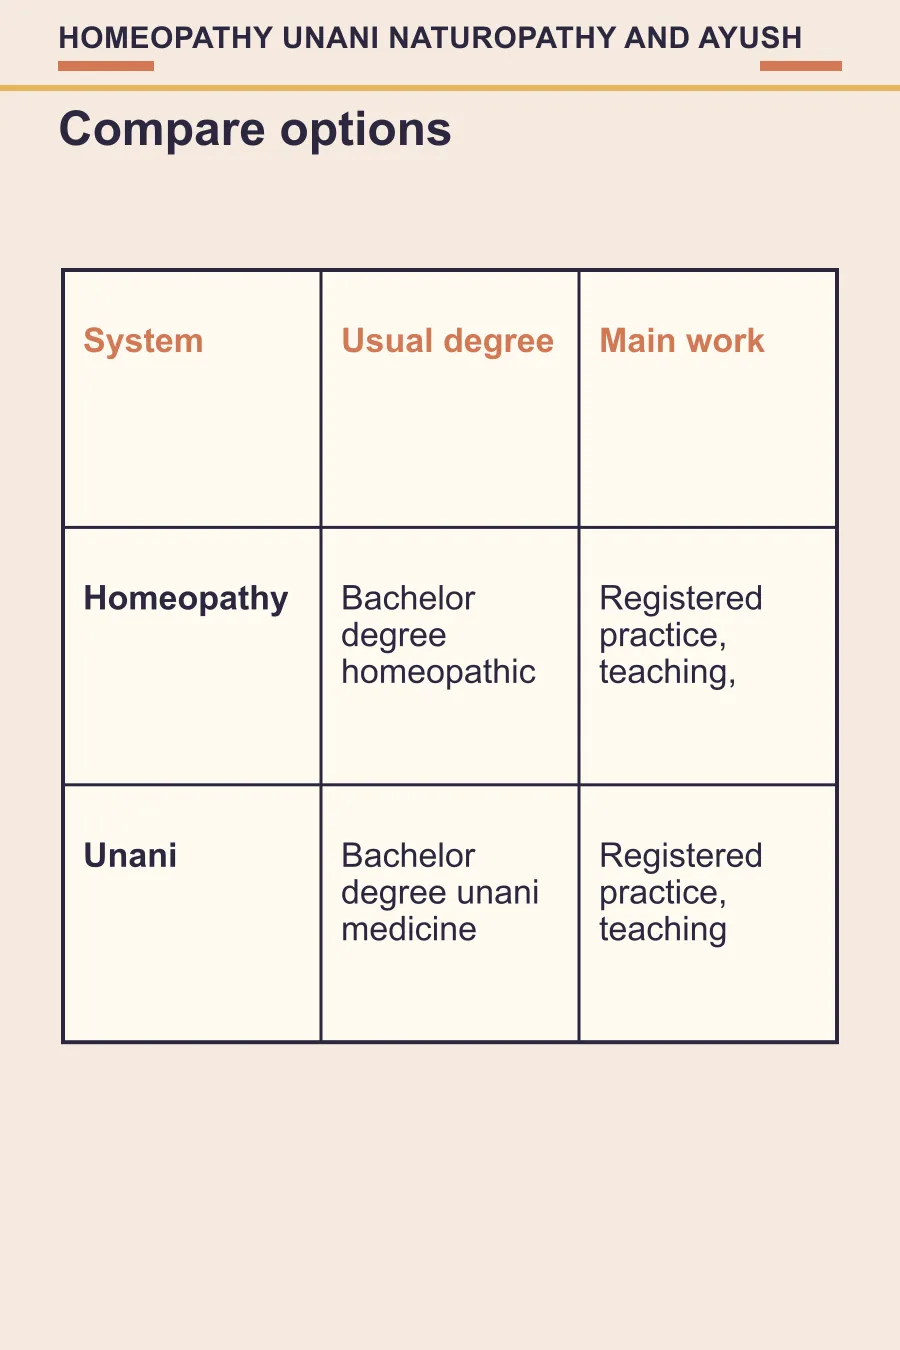 HOMEOPATHY UNANI NATUROPATHY AND AYUSH
Compare options
System
Usual degree
Main work
Homeopathy
Bachelor
degree
homeopathic
Registered
practice,
teaching,
Unani
Bachelor
degree unani
medicine
Registered
practice,
teaching